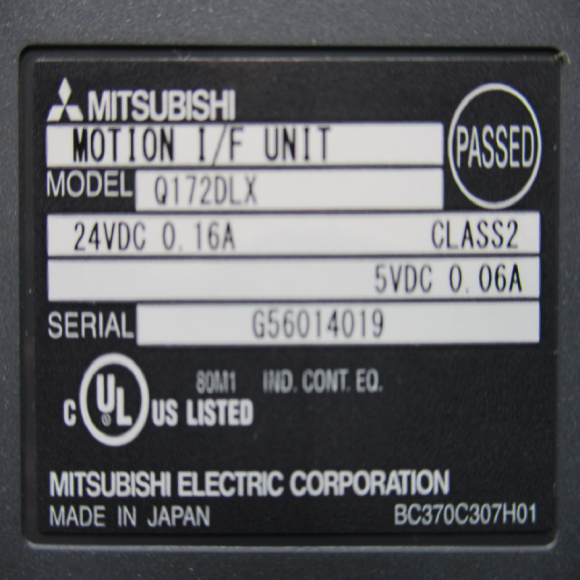 MITSUBISHI
MOTION I/F UNIT
PASSED
MODEL Q172DLX
24VDC 0.16A CLASS2
5VDC 0.06A
SERIAL G56014019
80M1 IND. CONT. EQ.
C UL US LISTED
MITSUBISHI ELECTRIC CORPORATION
MADE IN JAPAN BC370C307H01